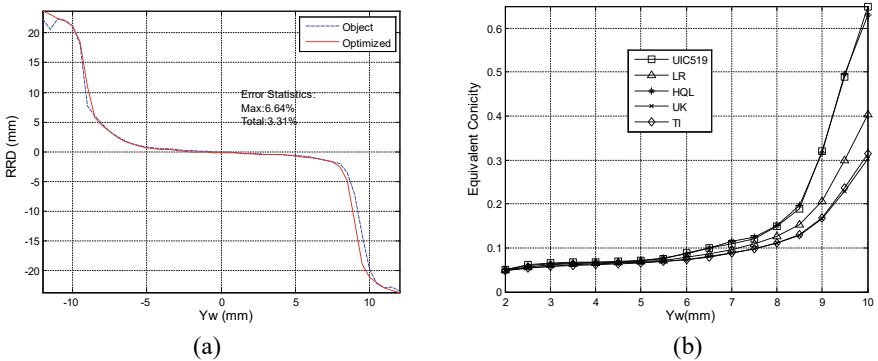 Object
Optimized
Error Statistics:
Max:6.64%
Total:3.31%
RRD (mm)
20
15
10
5
0
-5
-10
-15
-20
-10
-5
0
5
10
Yw (mm)
(a)
UIC519
LR
HQL
UK
TI
Equivalent Conicity
0.6
0.5
0.4
0.3
0.2
0.1
0
2
3
4
5
6
7
8
9
10
Yw(mm)
(b)